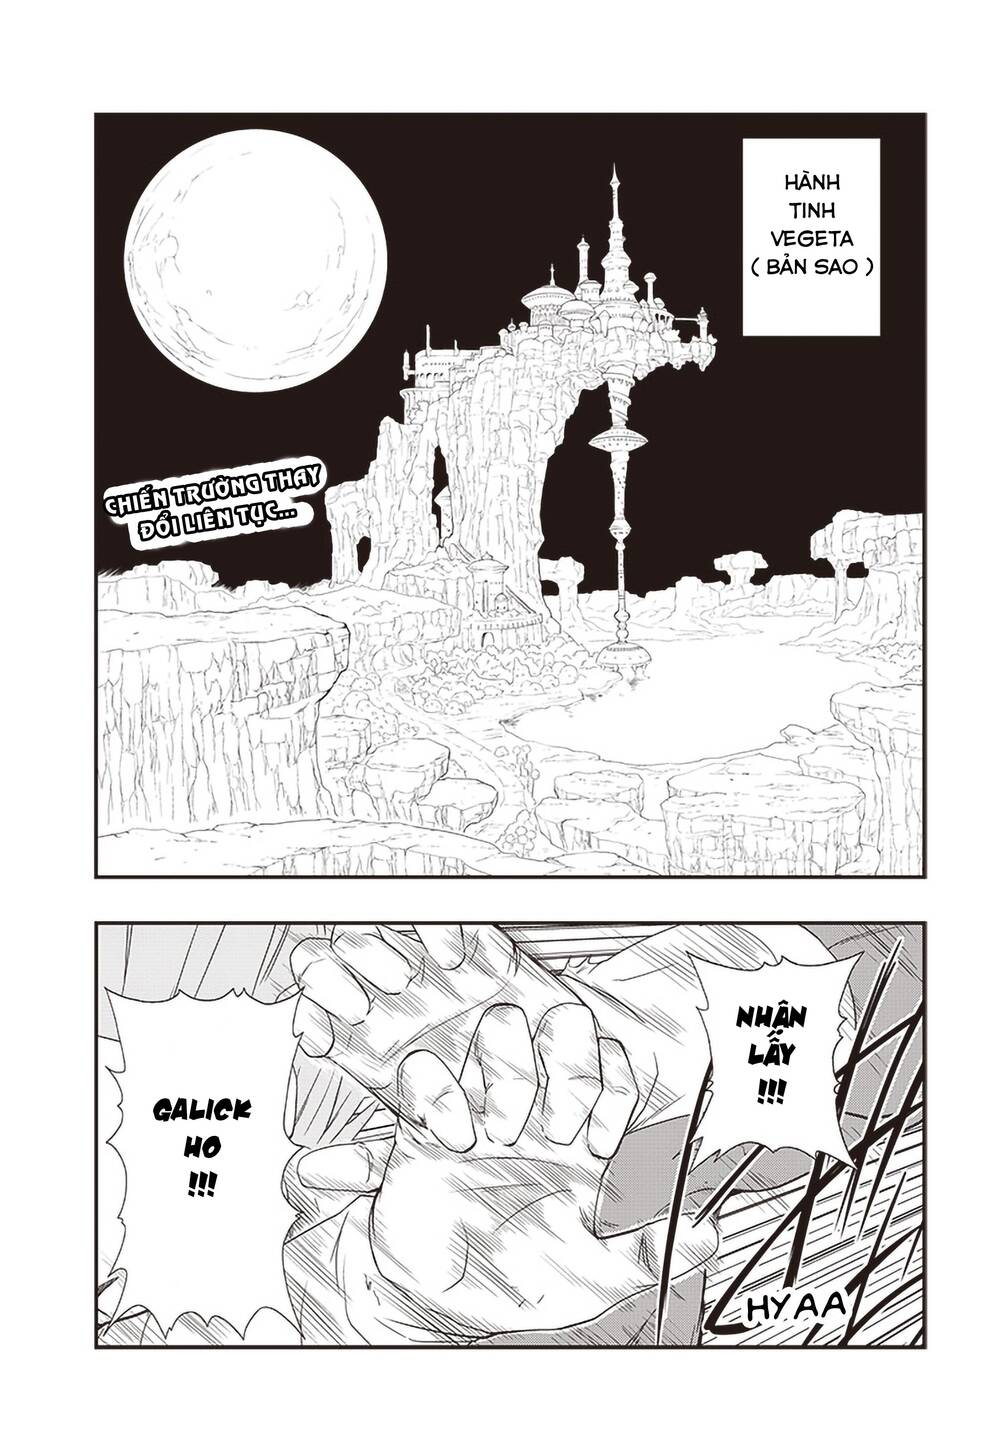 HÀNH
TINH
VEGETA
( BẢN SAO )
CHIẾN TRƯỜNG THAY
ĐỔI LIÊN TỤC...
NHẬN
LẤY
!!!
GALICK
HO
!!!
HYAA